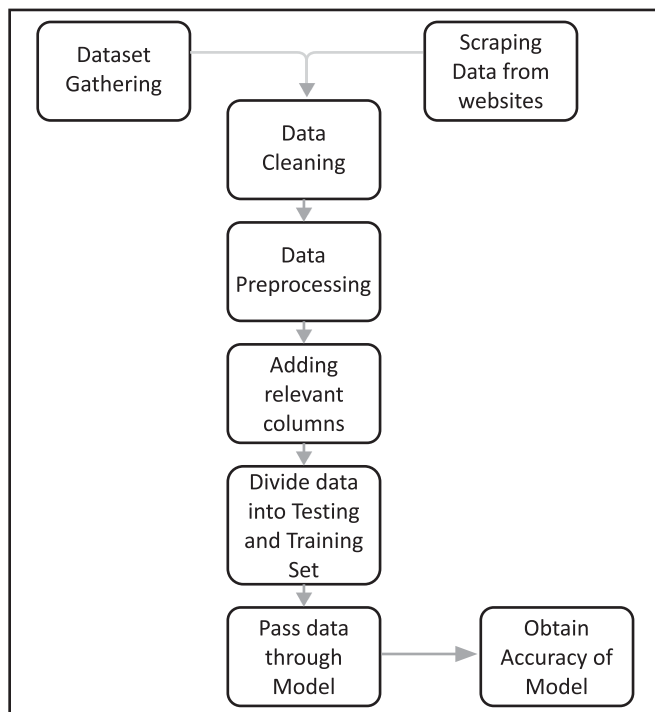 Dataset
Gathering
Scraping
Data from
websites
Data
Cleaning
Data
Preprocessing
Adding
relevant
columns
Divide data
into Testing
and Training
Set
Pass data
through
Model
Obtain
Accuracy of
Model